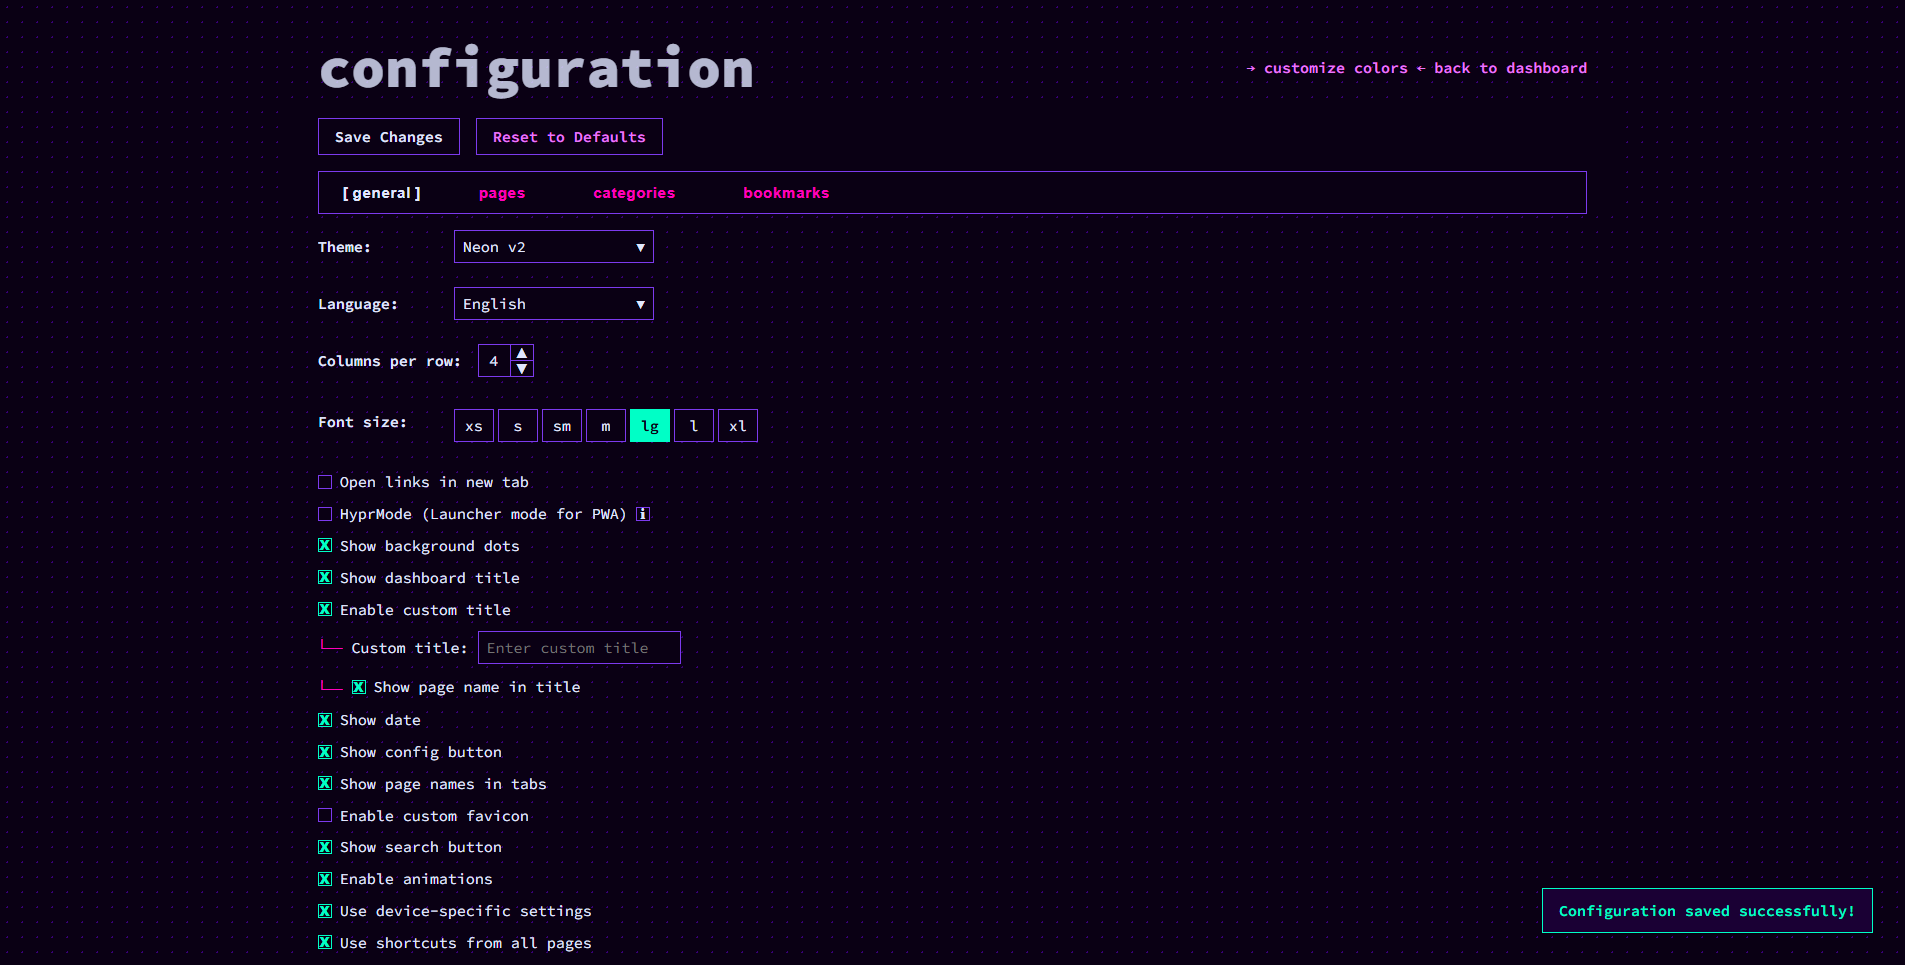 configuration
→ customize colors ← back to dashboard
Save Changes
Reset to Defaults
[ general ]
pages
categories
bookmarks
Theme:
Neon v2 ▼
Language:
English ▼
Columns per row:
4 ▲▼
Font size:
xs s sm m lg l xl
Open links in new tab
HyprMode (Launcher mode for PWA) i
X Show background dots
X Show dashboard title
X Enable custom title
Custom title: Enter custom title
X Show page name in title
X Show date
X Show config button
X Show page names in tabs
Enable custom favicon
X Show search button
X Enable animations
X Use device-specific settings
X Use shortcuts from all pages
Configuration saved successfully!